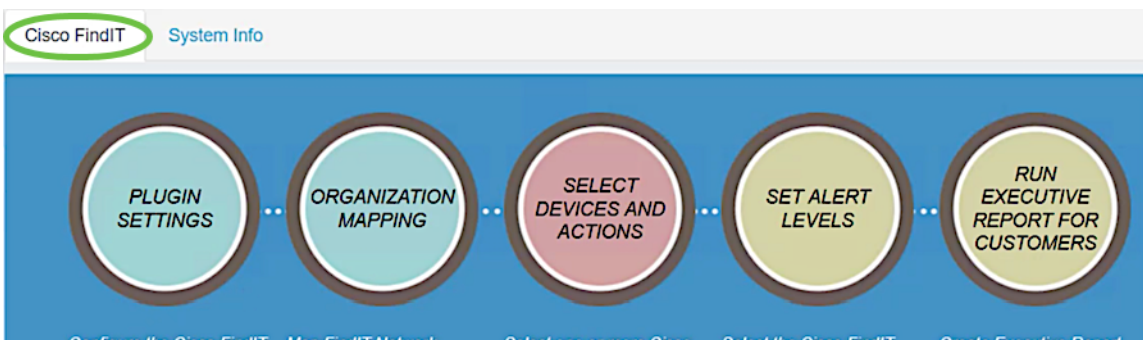 Cisco FindIT System Info
PLUGIN
SETTINGS
ORGANIZATION
MAPPING
SELECT
DEVICES AND
ACTIONS
SET ALERT
LEVELS
RUN
EXECUTIVE
REPORT FOR
CUSTOMERS